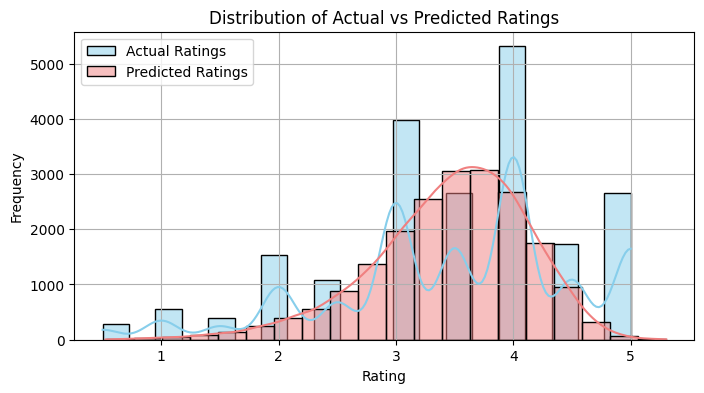 Distribution of Actual vs Predicted Ratings
Actual Ratings
Predicted Ratings
5000
4000
3000
2000
1000
0
Frequency
1 2 3 4 5
Rating